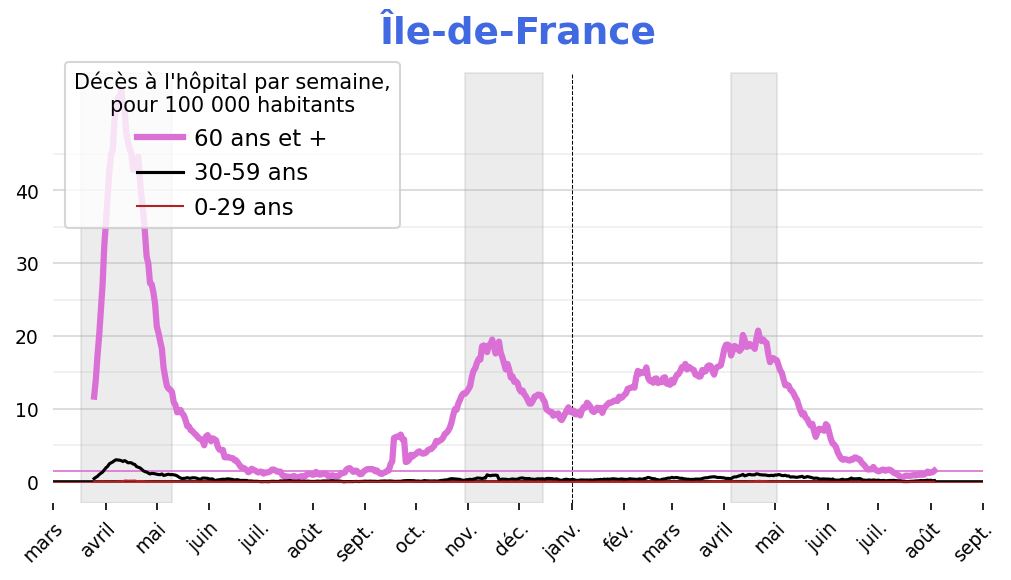 Île-de-France
Décès à l'hôpital par semaine,
pour 100 000 habitants
60 ans et +
30-59 ans
0-29 ans
40
30
20
10
0
mars
avril
mai
juin
juil.
août
sept.
oct.
nov.
déc.
janv.
fév.
mars
avril
mai
juin
juil.
août
sept.